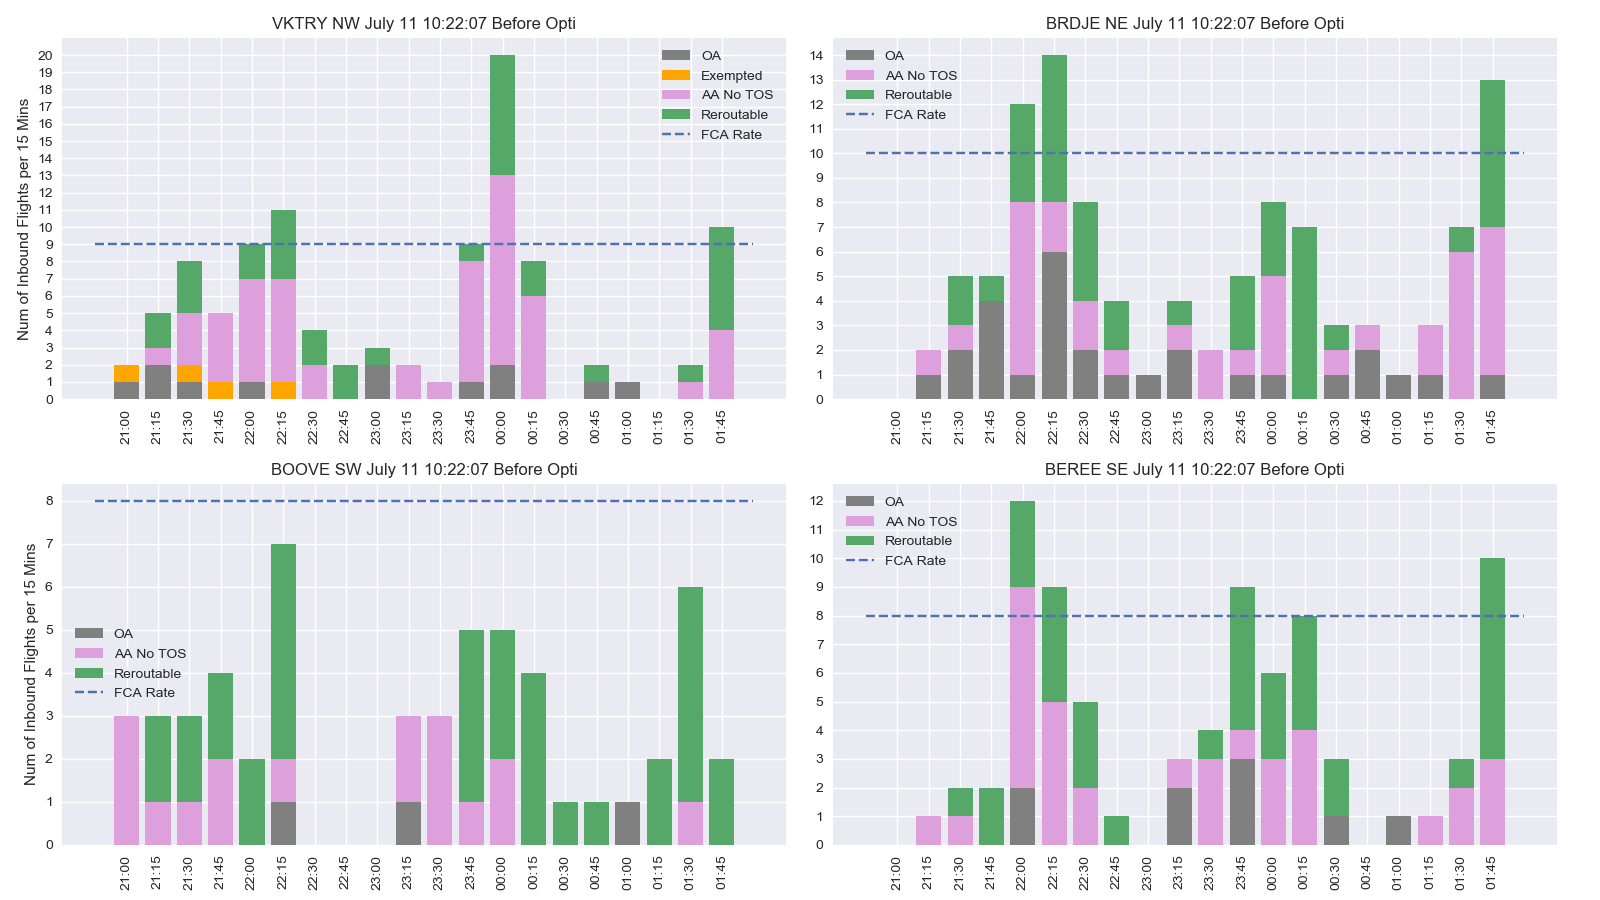 VKTRY NW July 11 10:22:07 Before Opti
Num of Inbound Flights per 15 Mins
20
19
18
17
16
15
14
13
12
11
10
9
8
7
6
5
4
3
2
1
0
OA
Exempted
AA No TOS
Reroutable
FCA Rate
21:00 21:15 21:30 21:45 22:00 22:15 22:30 22:45 23:00 23:15 23:30 23:45 00:00 00:15 00:30 00:45 01:00 01:15 01:30 01:45
BRDJE NE July 11 10:22:07 Before Opti
14
13
12
11
10
9
8
7
6
5
4
3
2
1
0
OA
AA No TOS
Reroutable
FCA Rate
21:00 21:15 21:30 21:45 22:00 22:15 22:30 22:45 23:00 23:15 23:30 23:45 00:00 00:15 00:30 00:45 01:00 01:15 01:30 01:45
BOOVE SW July 11 10:22:07 Before Opti
Num of Inbound Flights per 15 Mins
8
7
6
5
4
3
2
1
0
OA
AA No TOS
Reroutable
FCA Rate
21:00 21:15 21:30 21:45 22:00 22:15 22:30 22:45 23:00 23:15 23:30 23:45 00:00 00:15 00:30 00:45 01:00 01:15 01:30 01:45
BEREE SE July 11 10:22:07 Before Opti
12
11
10
9
8
7
6
5
4
3
2
1
0
OA
AA No TOS
Reroutable
FCA Rate
21:00 21:15 21:30 21:45 22:00 22:15 22:30 22:45 23:00 23:15 23:30 23:45 00:00 00:15 00:30 00:45 01:00 01:15 01:30 01:45